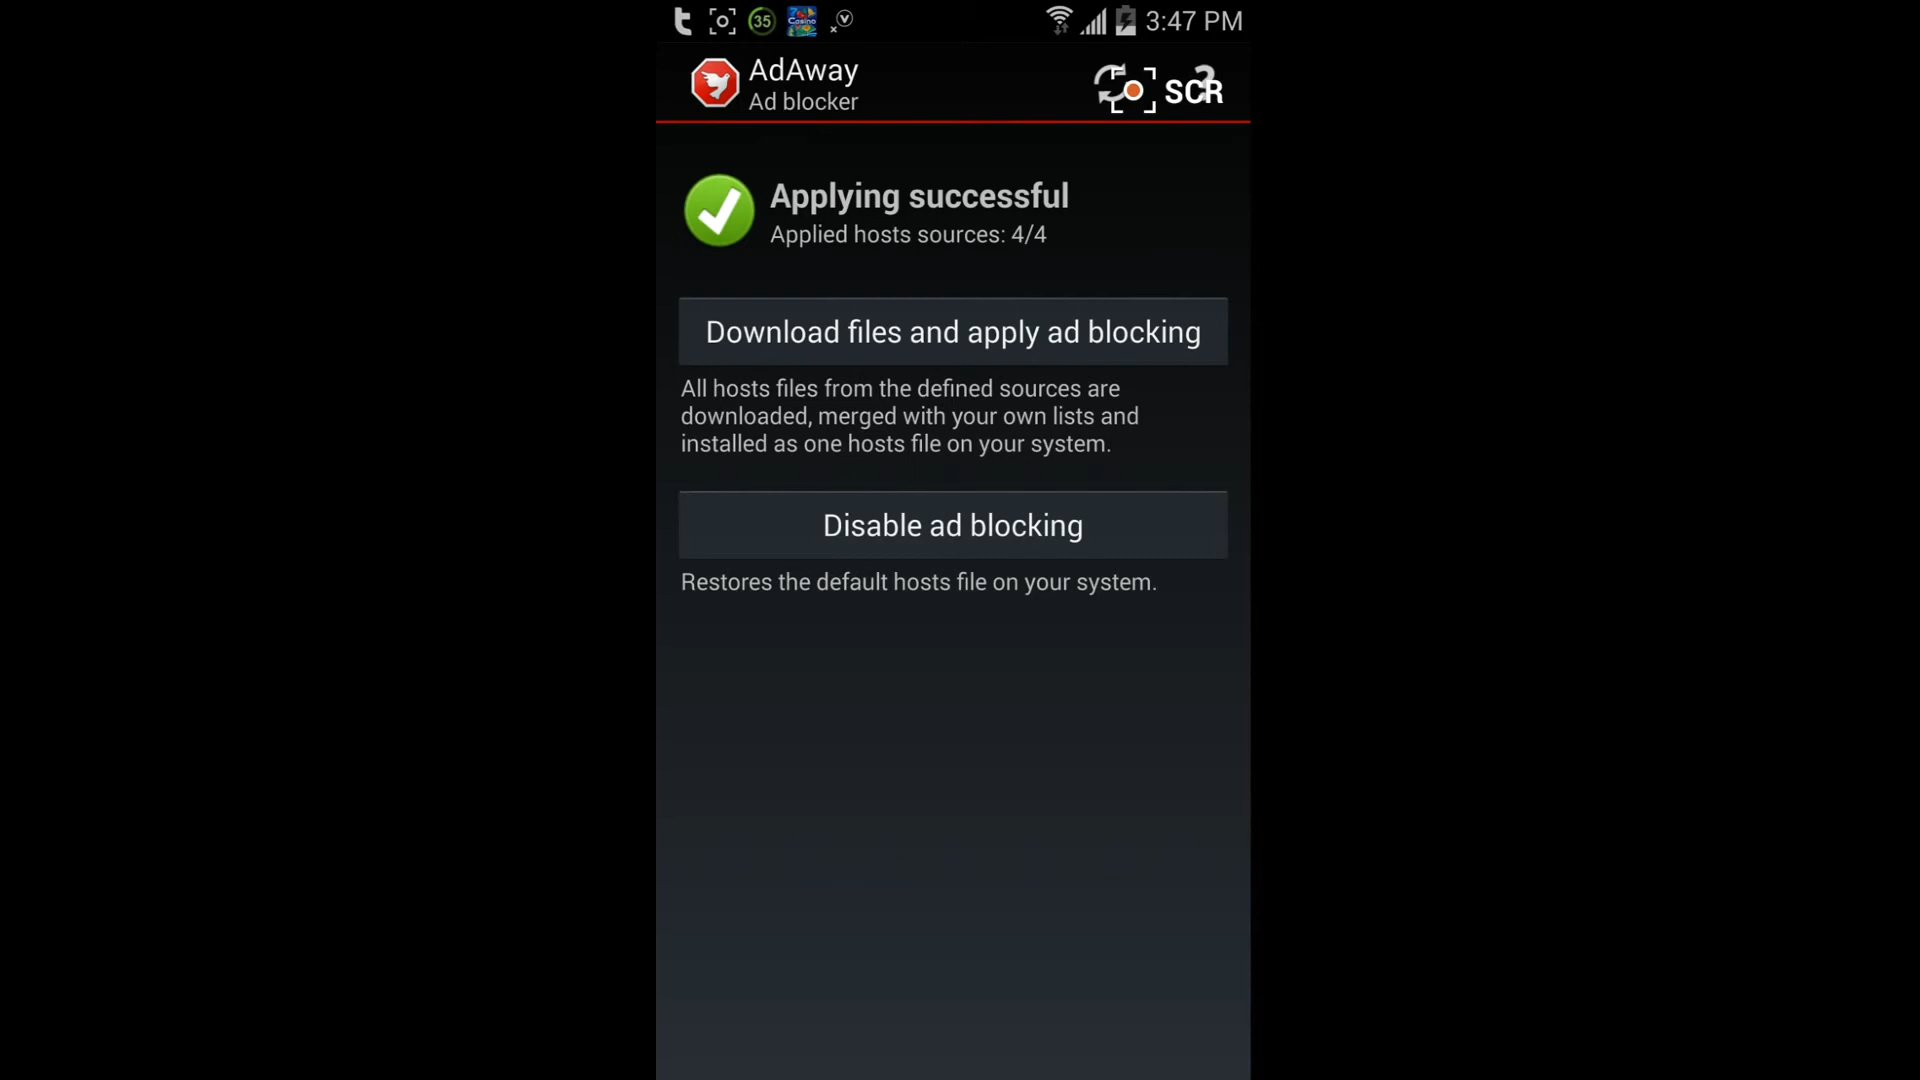 35
Casino
3:47 PM
AdAway
Ad blocker
SCR
Applying successful
Applied hosts sources: 4/4
Download files and apply ad blocking
All hosts files from the defined sources are
downloaded, merged with your own lists and
installed as one hosts file on your system.
Disable ad blocking
Restores the default hosts file on your system.